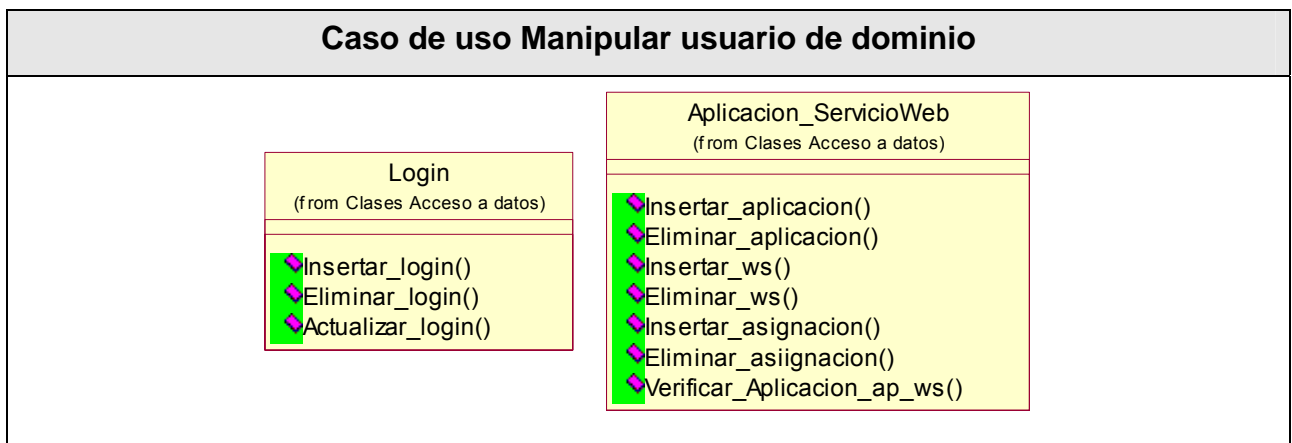 Caso de uso Manipular usuario de dominio
Login
(from Clases Acceso a datos)
Insertar_login()
Eliminar_login()
Actualizar_login()
Aplicacion_ServicioWeb
(from Clases Acceso a datos)
Insertar_aplicacion()
Eliminar_aplicacion()
Insertar_ws()
Eliminar_ws()
Insertar_asignacion()
Eliminar_asiignacion()
Verificar_Aplicacion_ap_ws()